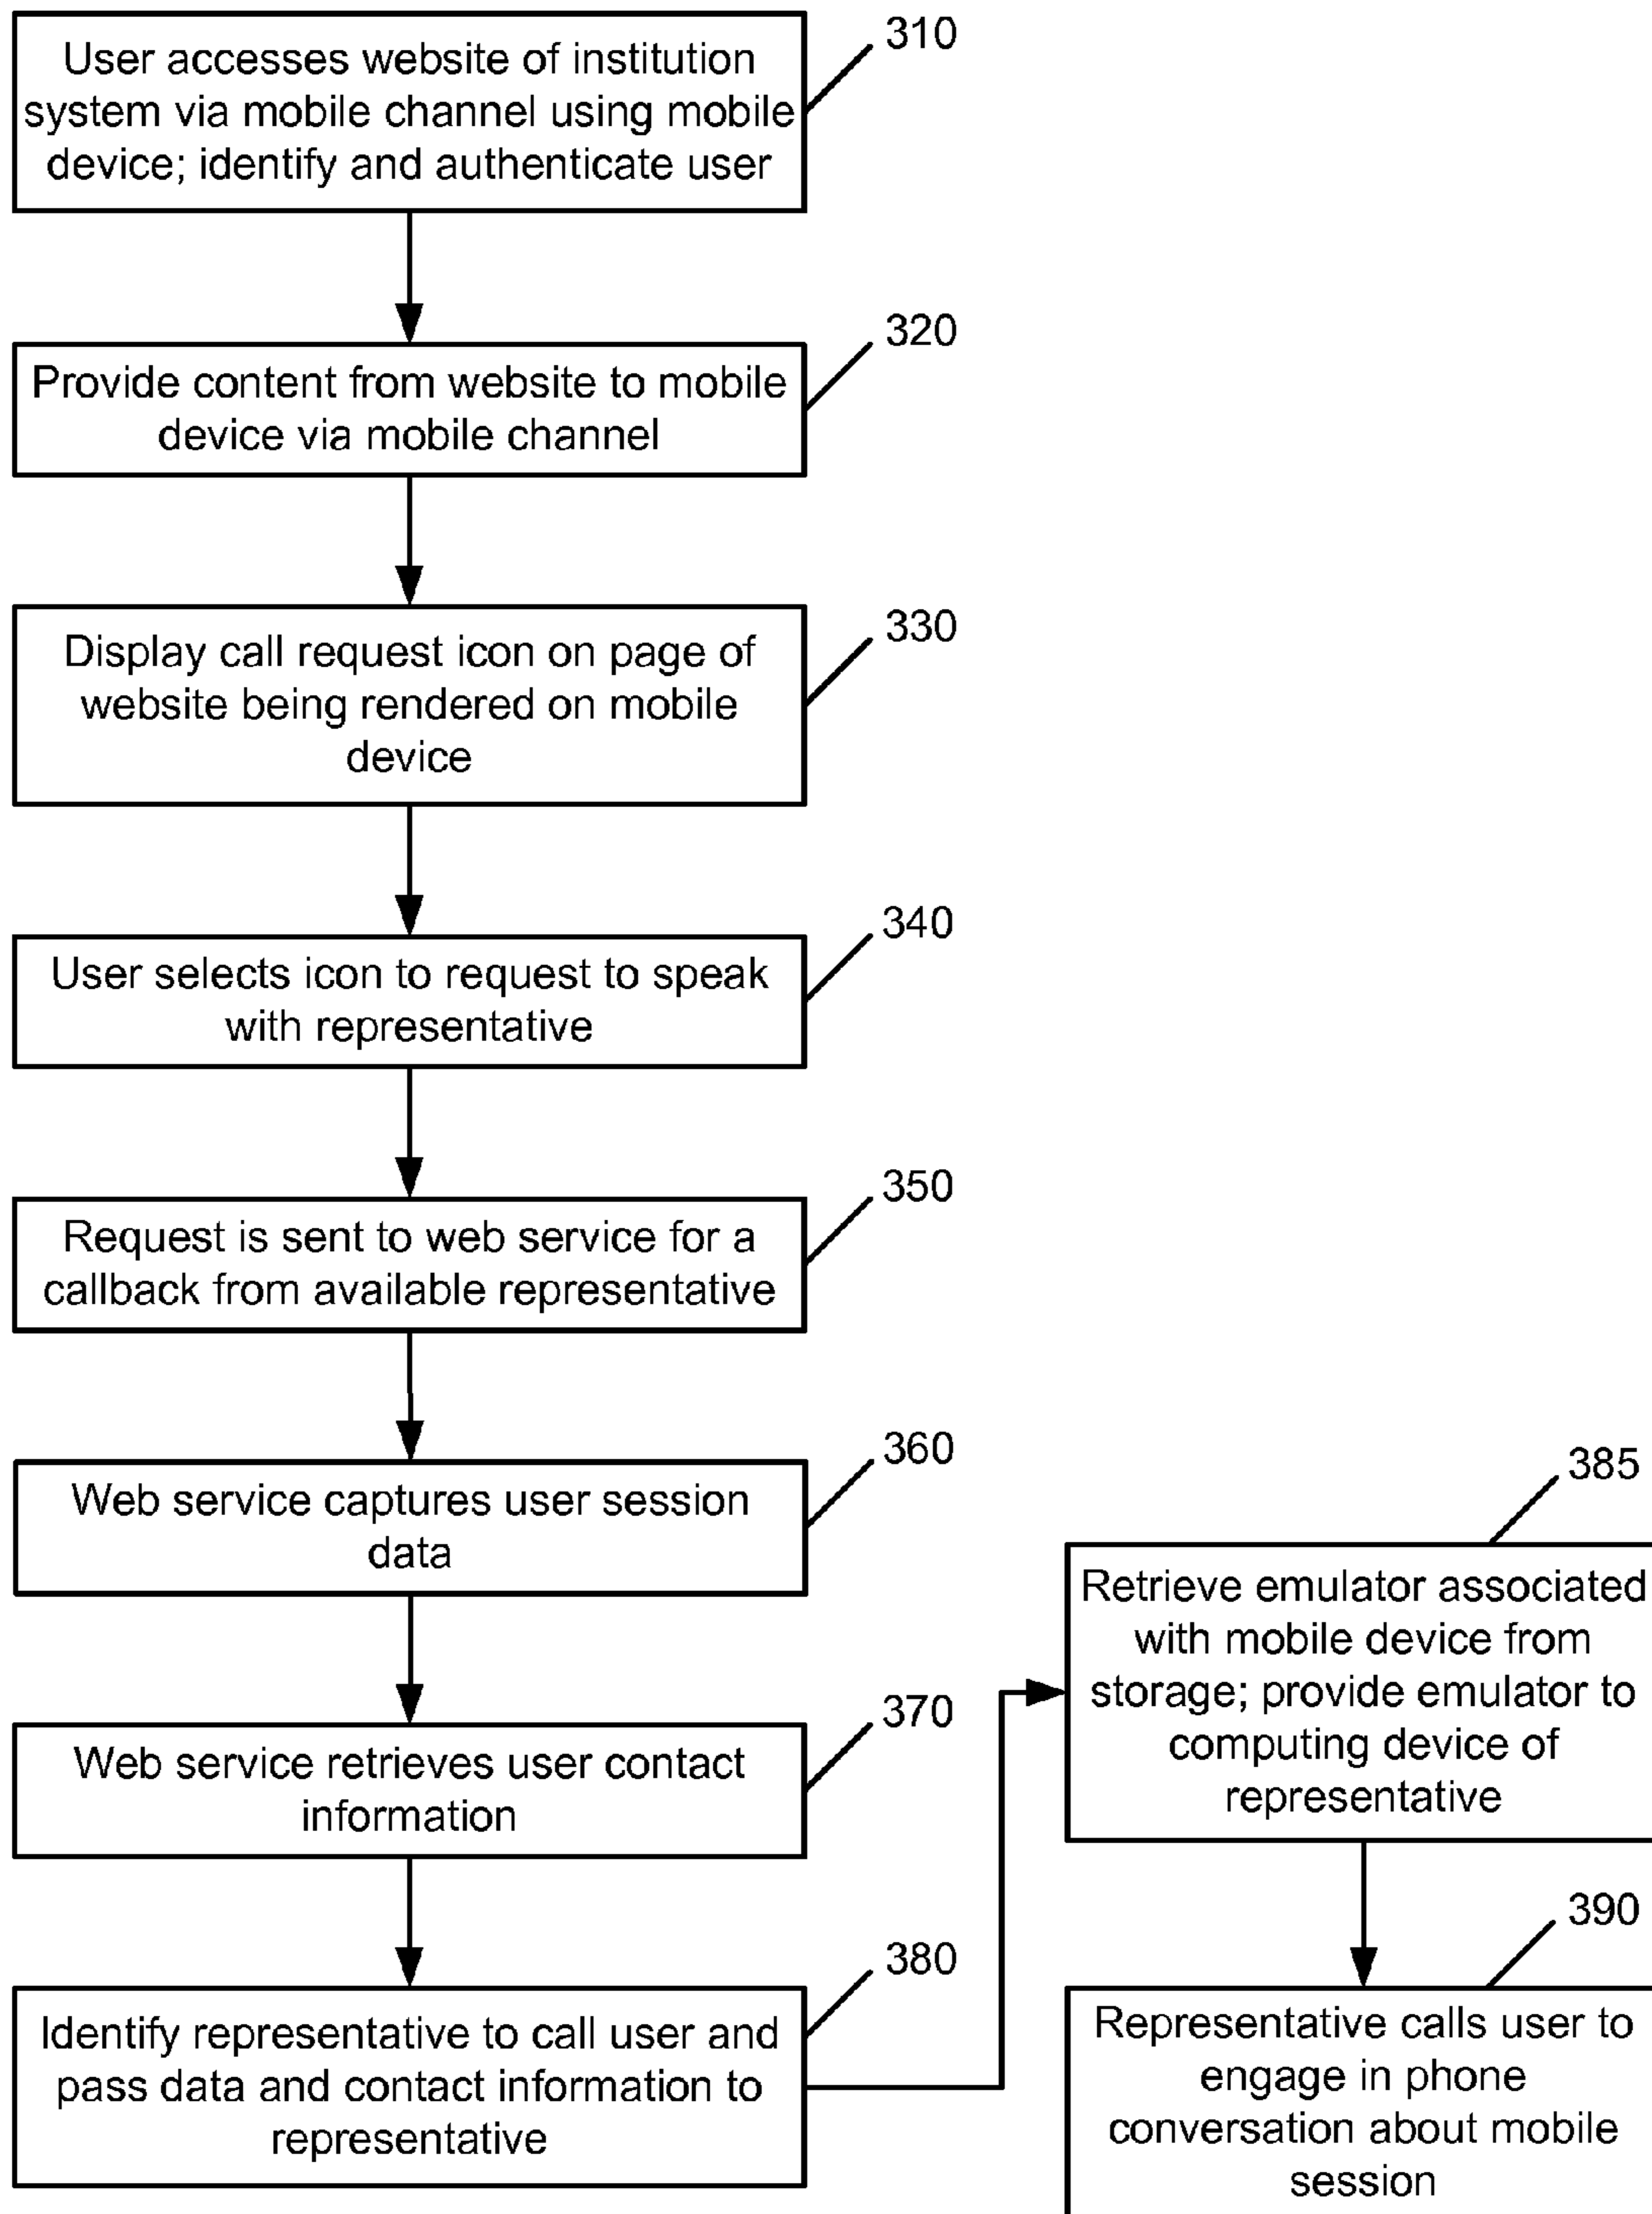 310
User accesses website of institution
system via mobile channel using mobile
device; identify and authenticate user
320
Provide content from website to mobile
device via mobile channel
330
Display call request icon on page of
website being rendered on mobile
device
340
User selects icon to request to speak
with representative
350
Request is sent to web service for a
callback from available representative
360
Web service captures user session
data
370
Web service retrieves user contact
information
380
Identify representative to call user and
pass data and contact information to
representative
385
Retrieve emulator associated
with mobile device from
storage; provide emulator to
computing device of
representative
390
Representative calls user to
engage in phone
conversation about mobile
session